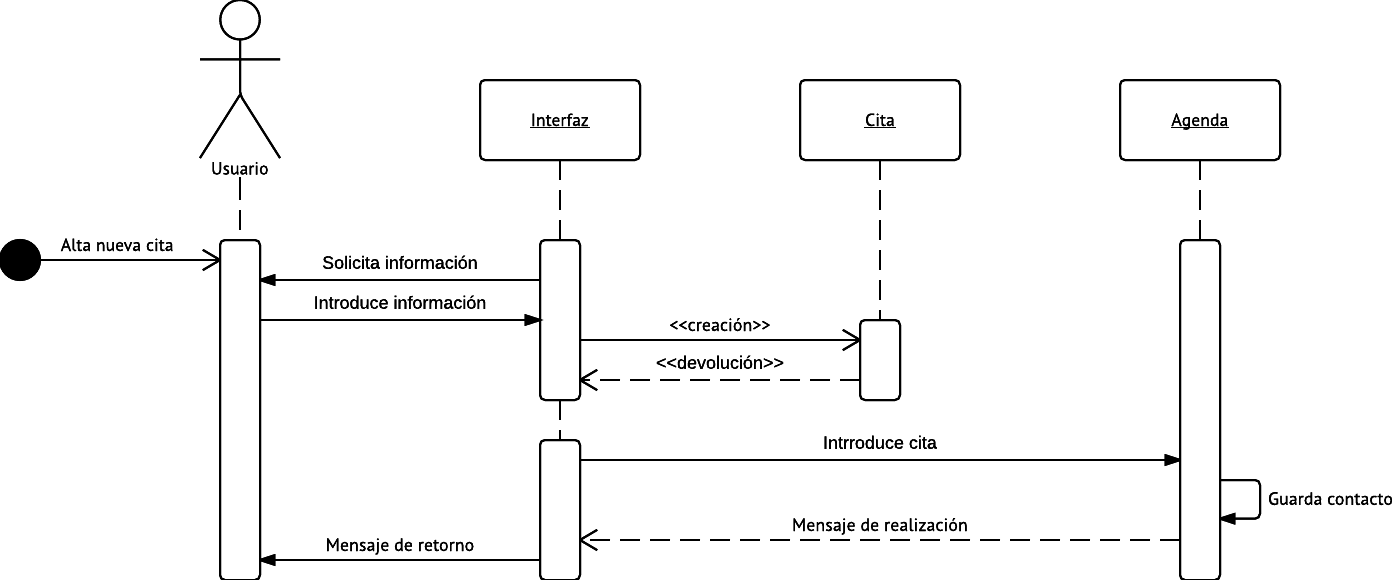 Usuario
Interfaz
Cita
Agenda
Alta nueva cita
Solicita información
Introduce información
<<creación>>
<<devolución>>
Intrroduce cita
Guarda contacto
Mensaje de realización
Mensaje de retorno